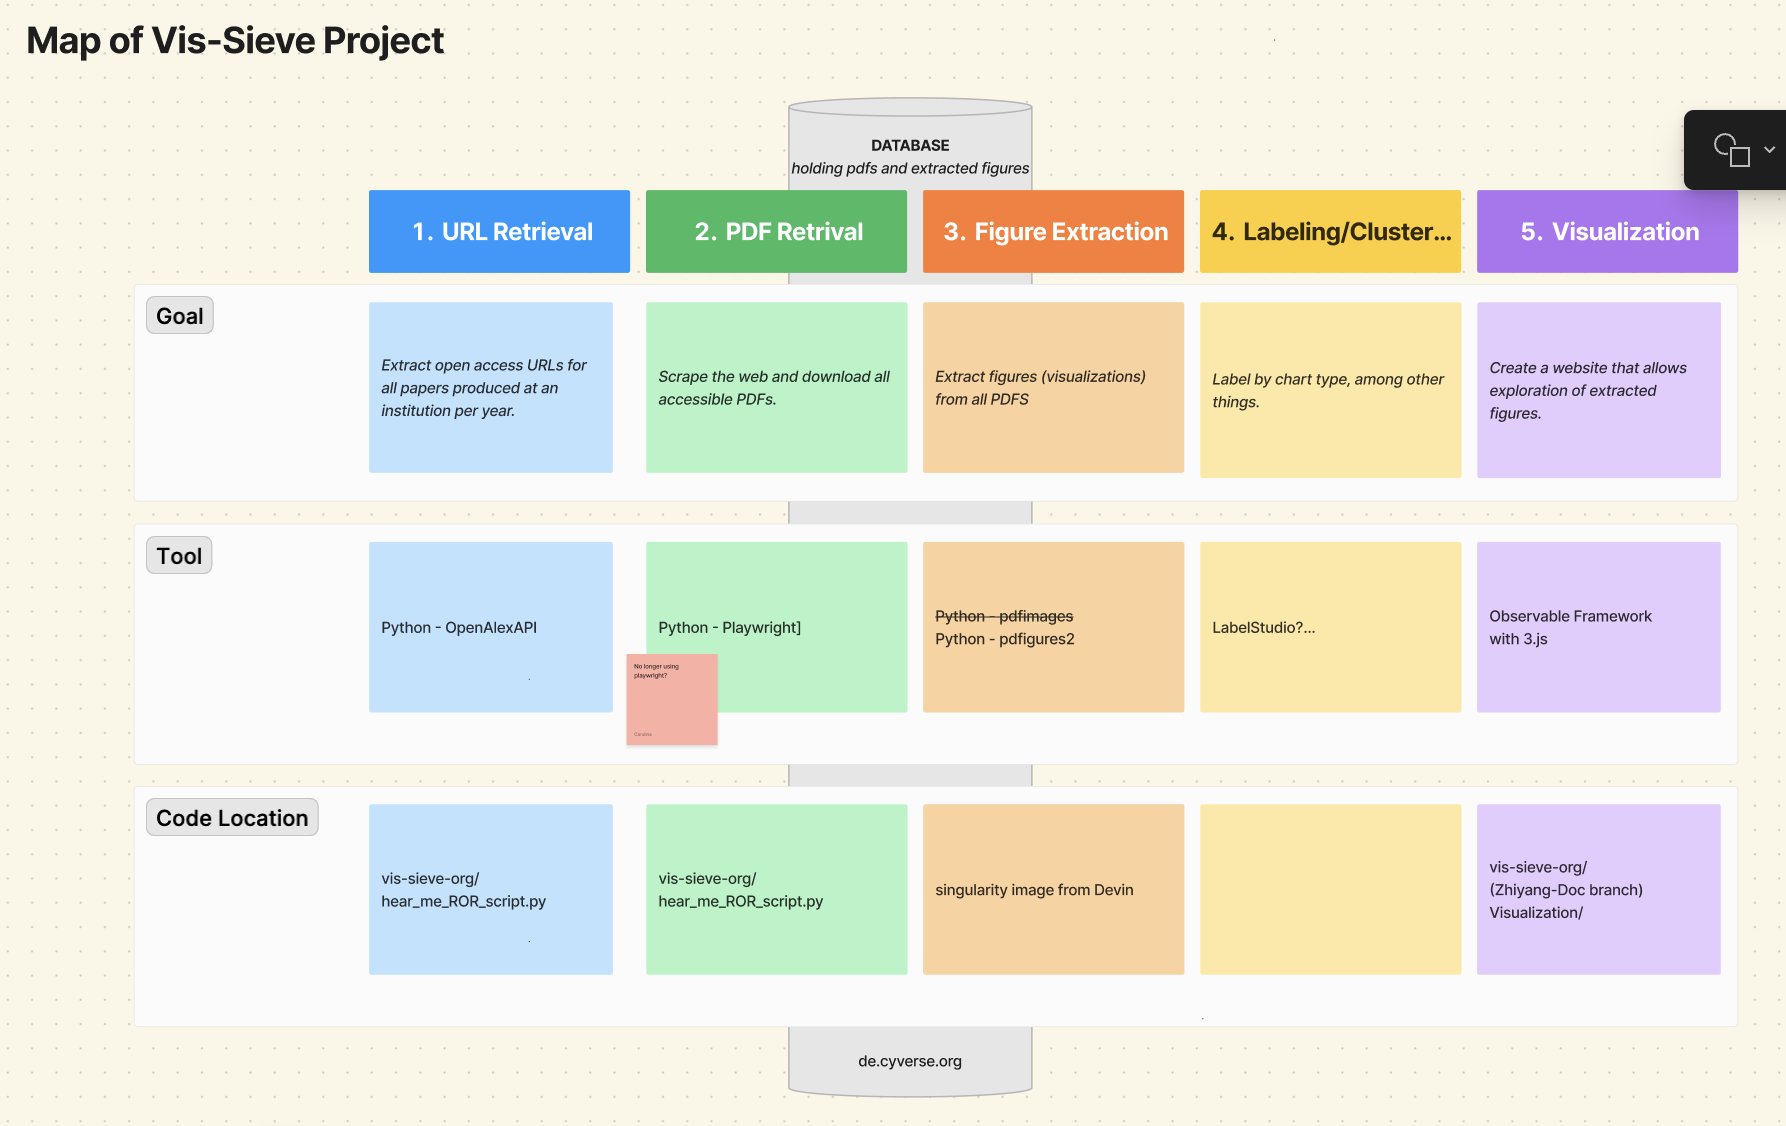 Map of Vis-Sieve Project
DATABASE
holding pdfs and extracted figures
1. URL Retrieval
2. PDF Retrival
3. Figure Extraction
4. Labeling/Cluster...
5. Visualization
Goal
Extract open access URLs for
all papers produced at an
institution per year.
Scrape the web and download all
accessible PDFs.
Extract figures (visualizations)
from all PDFS
Label by chart type, among other
things.
Create a website that allows
exploration of extracted
figures.
Tool
Python - OpenAlexAPI
Python - Playwright]
No longer using
playwright?
Python - pdfimages
Python - pdfigures2
LabelStudio?...
Observable Framework
with 3.js
Code Location
vis-sieve-org/
hear_me_ROR_script.py
vis-sieve-org/
hear_me_ROR_script.py
singularity image from Devin
vis-sieve-org/
(Zhiyang-Doc branch)
Visualization/
de.cyverse.org